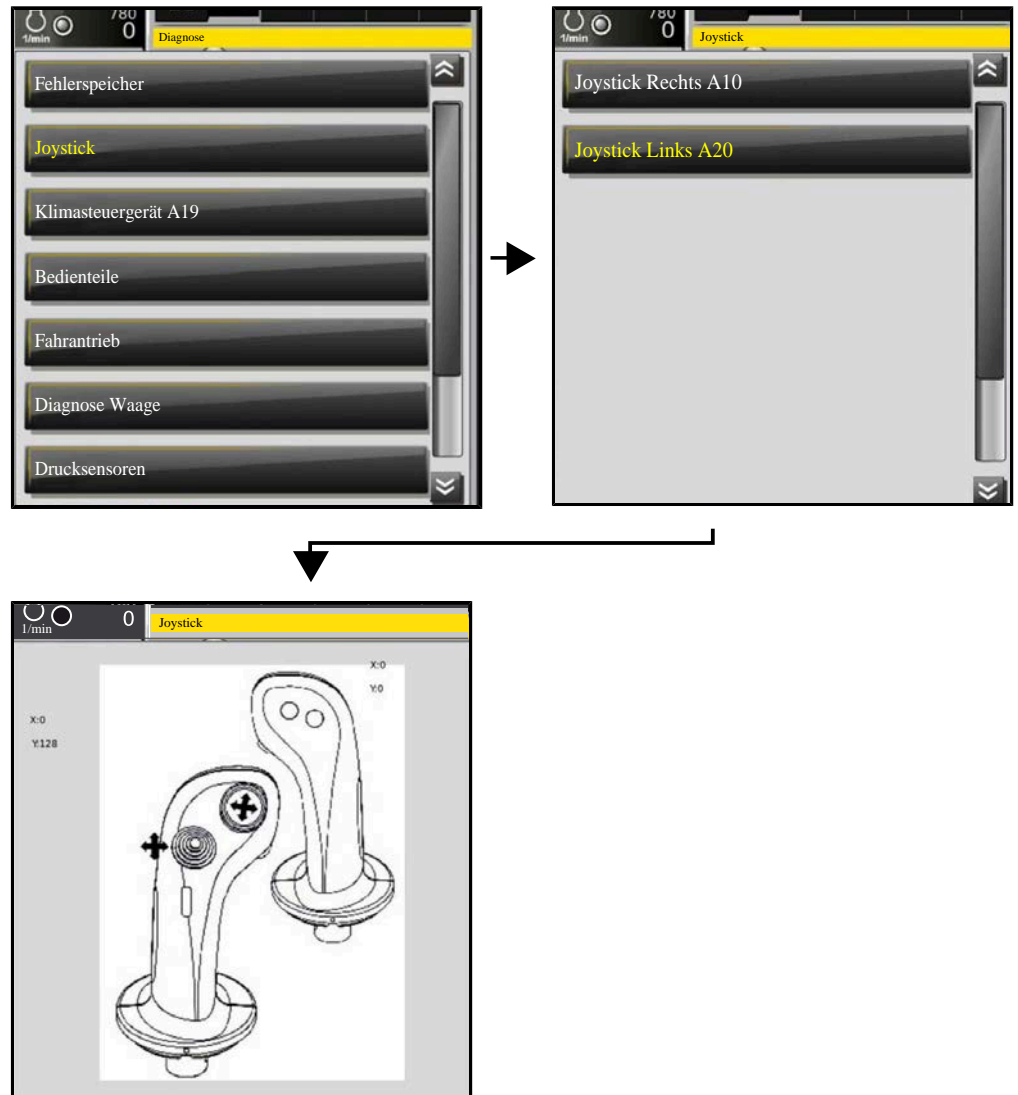 780
1/min 0
Diagnose
Fehlerspeicher
Joystick
Klimasteuergerät A19
Bedienteile
Fahrantrieb
Diagnose Waage
Drucksensoren
780
1/min 0
Joystick
Joystick Rechts A10
Joystick Links A20
1/min 0
Joystick
X:0
Y:0
X:0
Y:128